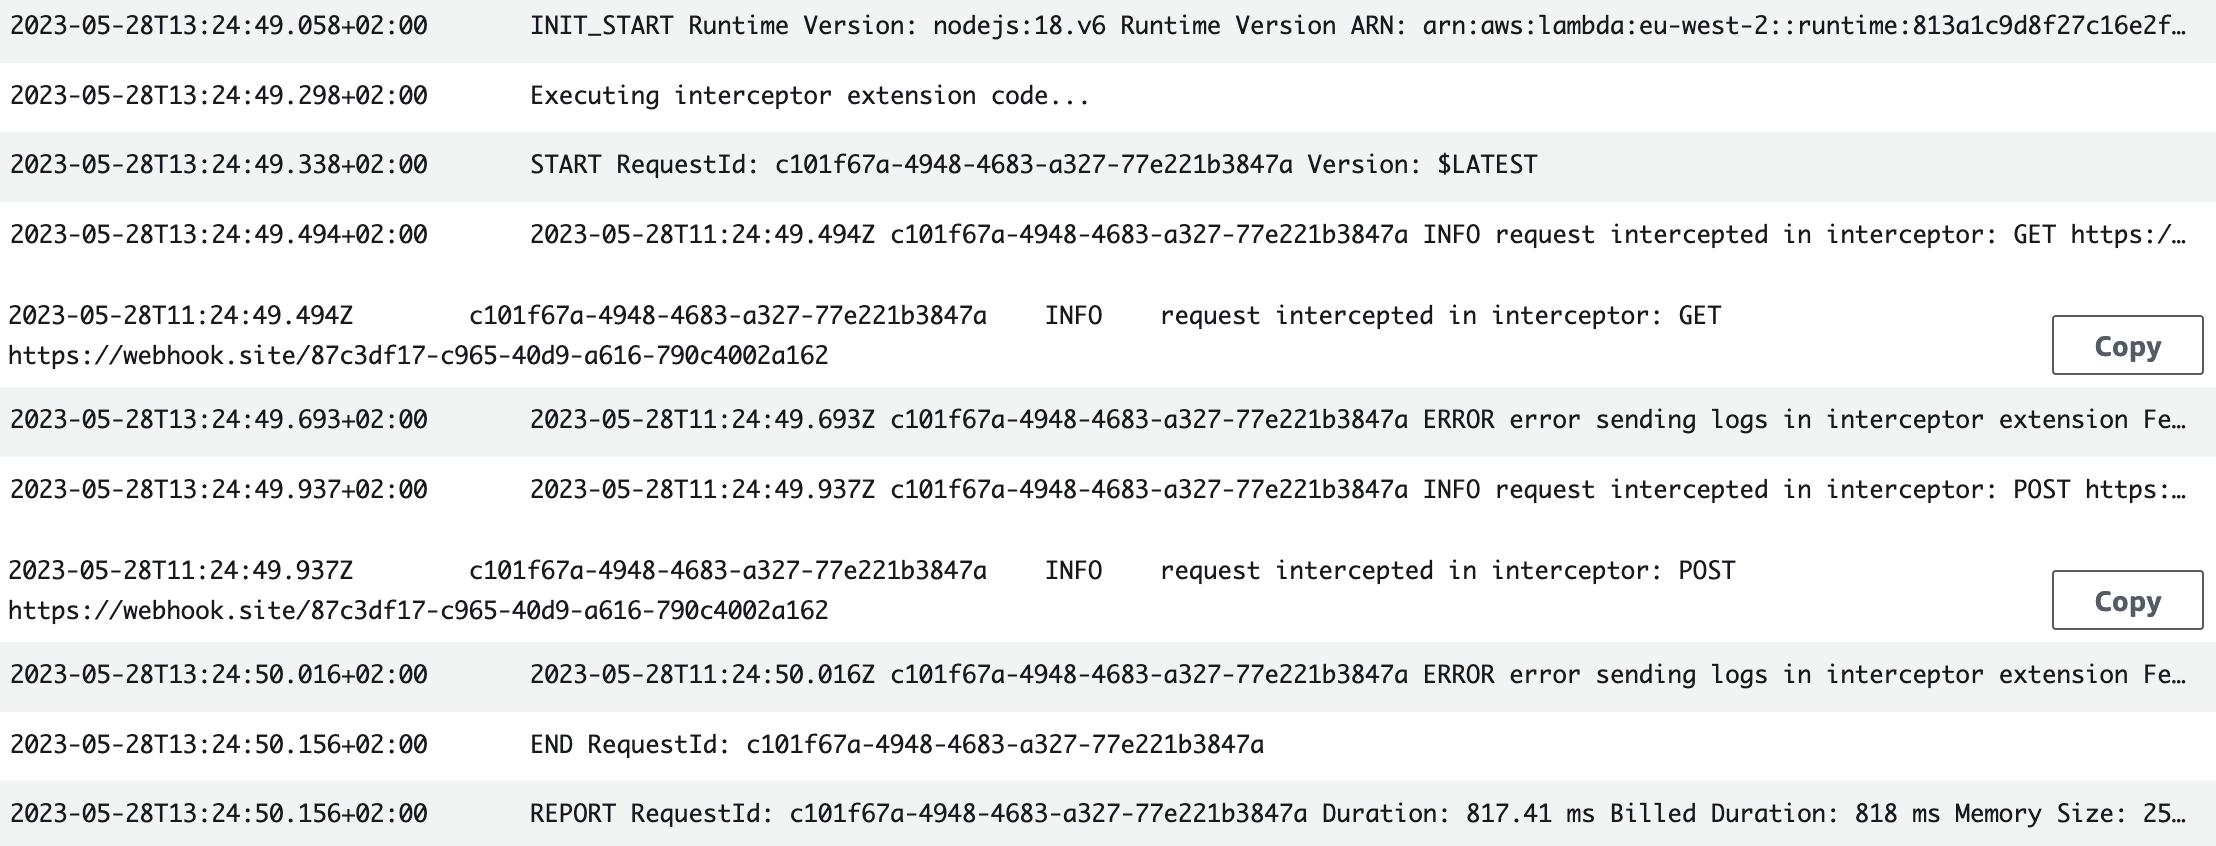 2023-05-28T13:24:49.058+02:00 INIT_START Runtime Version: nodejs:18.v6 Runtime Version ARN: arn:aws:lambda:eu-west-2::runtime:813a1c9d8f27c16e2f…
2023-05-28T13:24:49.298+02:00 Executing interceptor extension code...
2023-05-28T13:24:49.338+02:00 START RequestId: c101f67a-4948-4683-a327-77e221b3847a Version: $LATEST
2023-05-28T13:24:49.494+02:00 2023-05-28T11:24:49.494Z c101f67a-4948-4683-a327-77e221b3847a INFO request intercepted in interceptor: GET https:/…
2023-05-28T11:24:49.494Z c101f67a-4948-4683-a327-77e221b3847a INFO request intercepted in interceptor: GET
https://webhook.site/87c3df17-c965-40d9-a616-790c4002a162
Copy
2023-05-28T13:24:49.693+02:00 2023-05-28T11:24:49.693Z c101f67a-4948-4683-a327-77e221b3847a ERROR error sending logs in interceptor extension Fe…
2023-05-28T13:24:49.937+02:00 2023-05-28T11:24:49.937Z c101f67a-4948-4683-a327-77e221b3847a INFO request intercepted in interceptor: POST https:…
2023-05-28T11:24:49.937Z c101f67a-4948-4683-a327-77e221b3847a INFO request intercepted in interceptor: POST
https://webhook.site/87c3df17-c965-40d9-a616-790c4002a162
Copy
2023-05-28T13:24:50.016+02:00 2023-05-28T11:24:50.016Z c101f67a-4948-4683-a327-77e221b3847a ERROR error sending logs in interceptor extension Fe…
2023-05-28T13:24:50.156+02:00 END RequestId: c101f67a-4948-4683-a327-77e221b3847a
2023-05-28T13:24:50.156+02:00 REPORT RequestId: c101f67a-4948-4683-a327-77e221b3847a Duration: 817.41 ms Billed Duration: 818 ms Memory Size: 25…